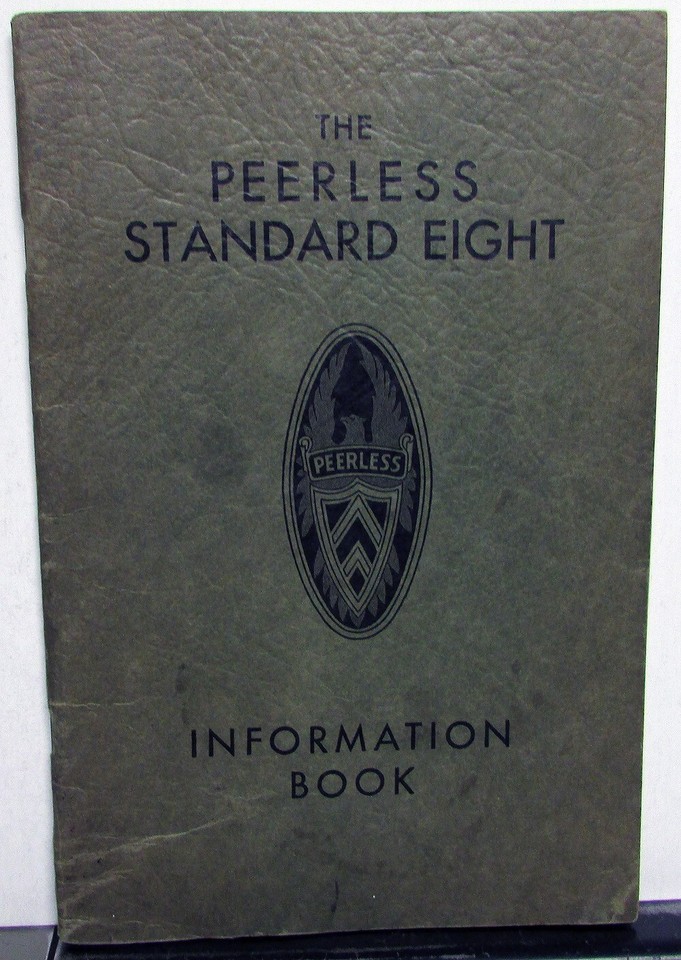 THE
PEERLESS
STANDARD EIGHT
PEERLESS
INFORMATION
BOOK